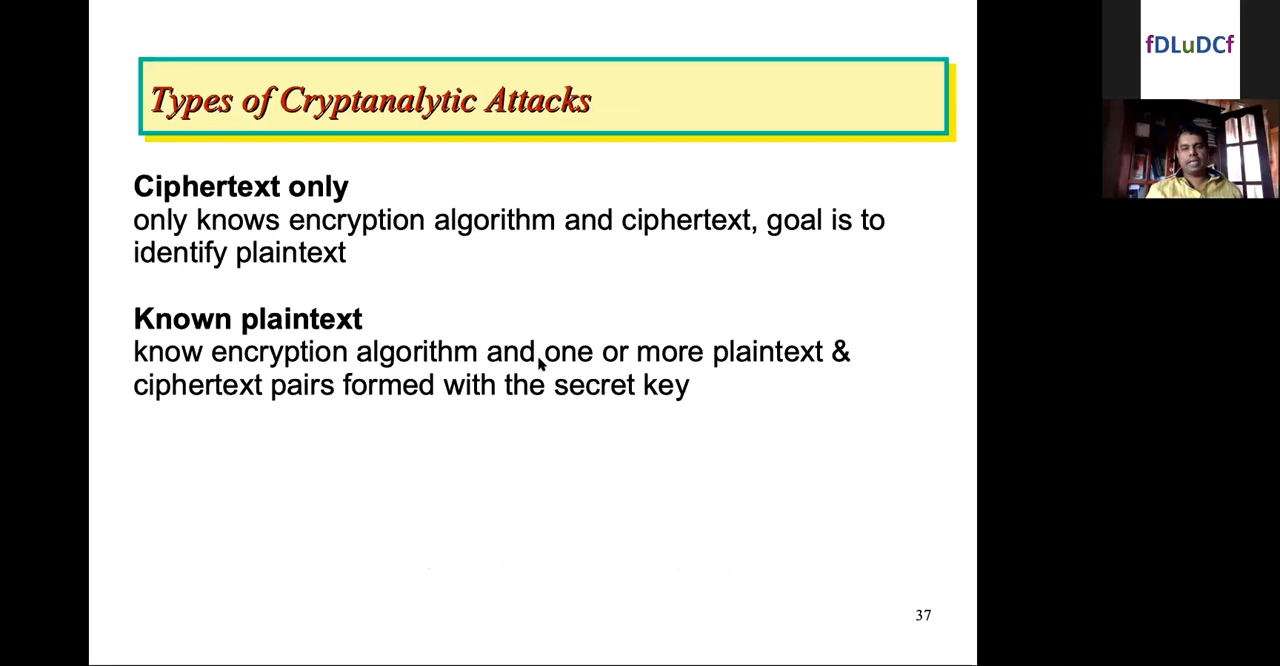 Types of Cryptanalytic Attacks
Ciphertext only
only knows encryption algorithm and ciphertext, goal is to
identify plaintext
Known plaintext
know encryption algorithm and one or more plaintext &
ciphertext pairs formed with the secret key
37
fDLuDCf